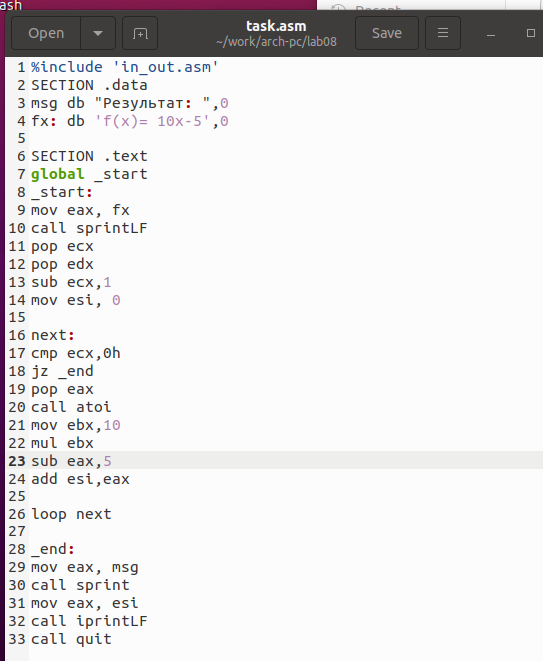 ash
Open
task.asm
~/work/arch-pc/lab08
Save
1 %include 'in_out.asm'
2 SECTION .data
3 msg db "Результат: ",0
4 fx: db 'f(x)= 10x-5',0
5
6 SECTION .text
7 global _start
8 _start:
9 mov eax, fx
10 call sprintLF
11 pop ecx
12 pop edx
13 sub ecx,1
14 mov esi, 0
15
16 next:
17 cmp ecx,0h
18 jz _end
19 pop eax
20 call atoi
21 mov ebx,10
22 mul ebx
23 sub eax,5
24 add esi,eax
25
26 loop next
27
28 _end:
29 mov eax, msg
30 call sprint
31 mov eax, esi
32 call iprintLF
33 call quit